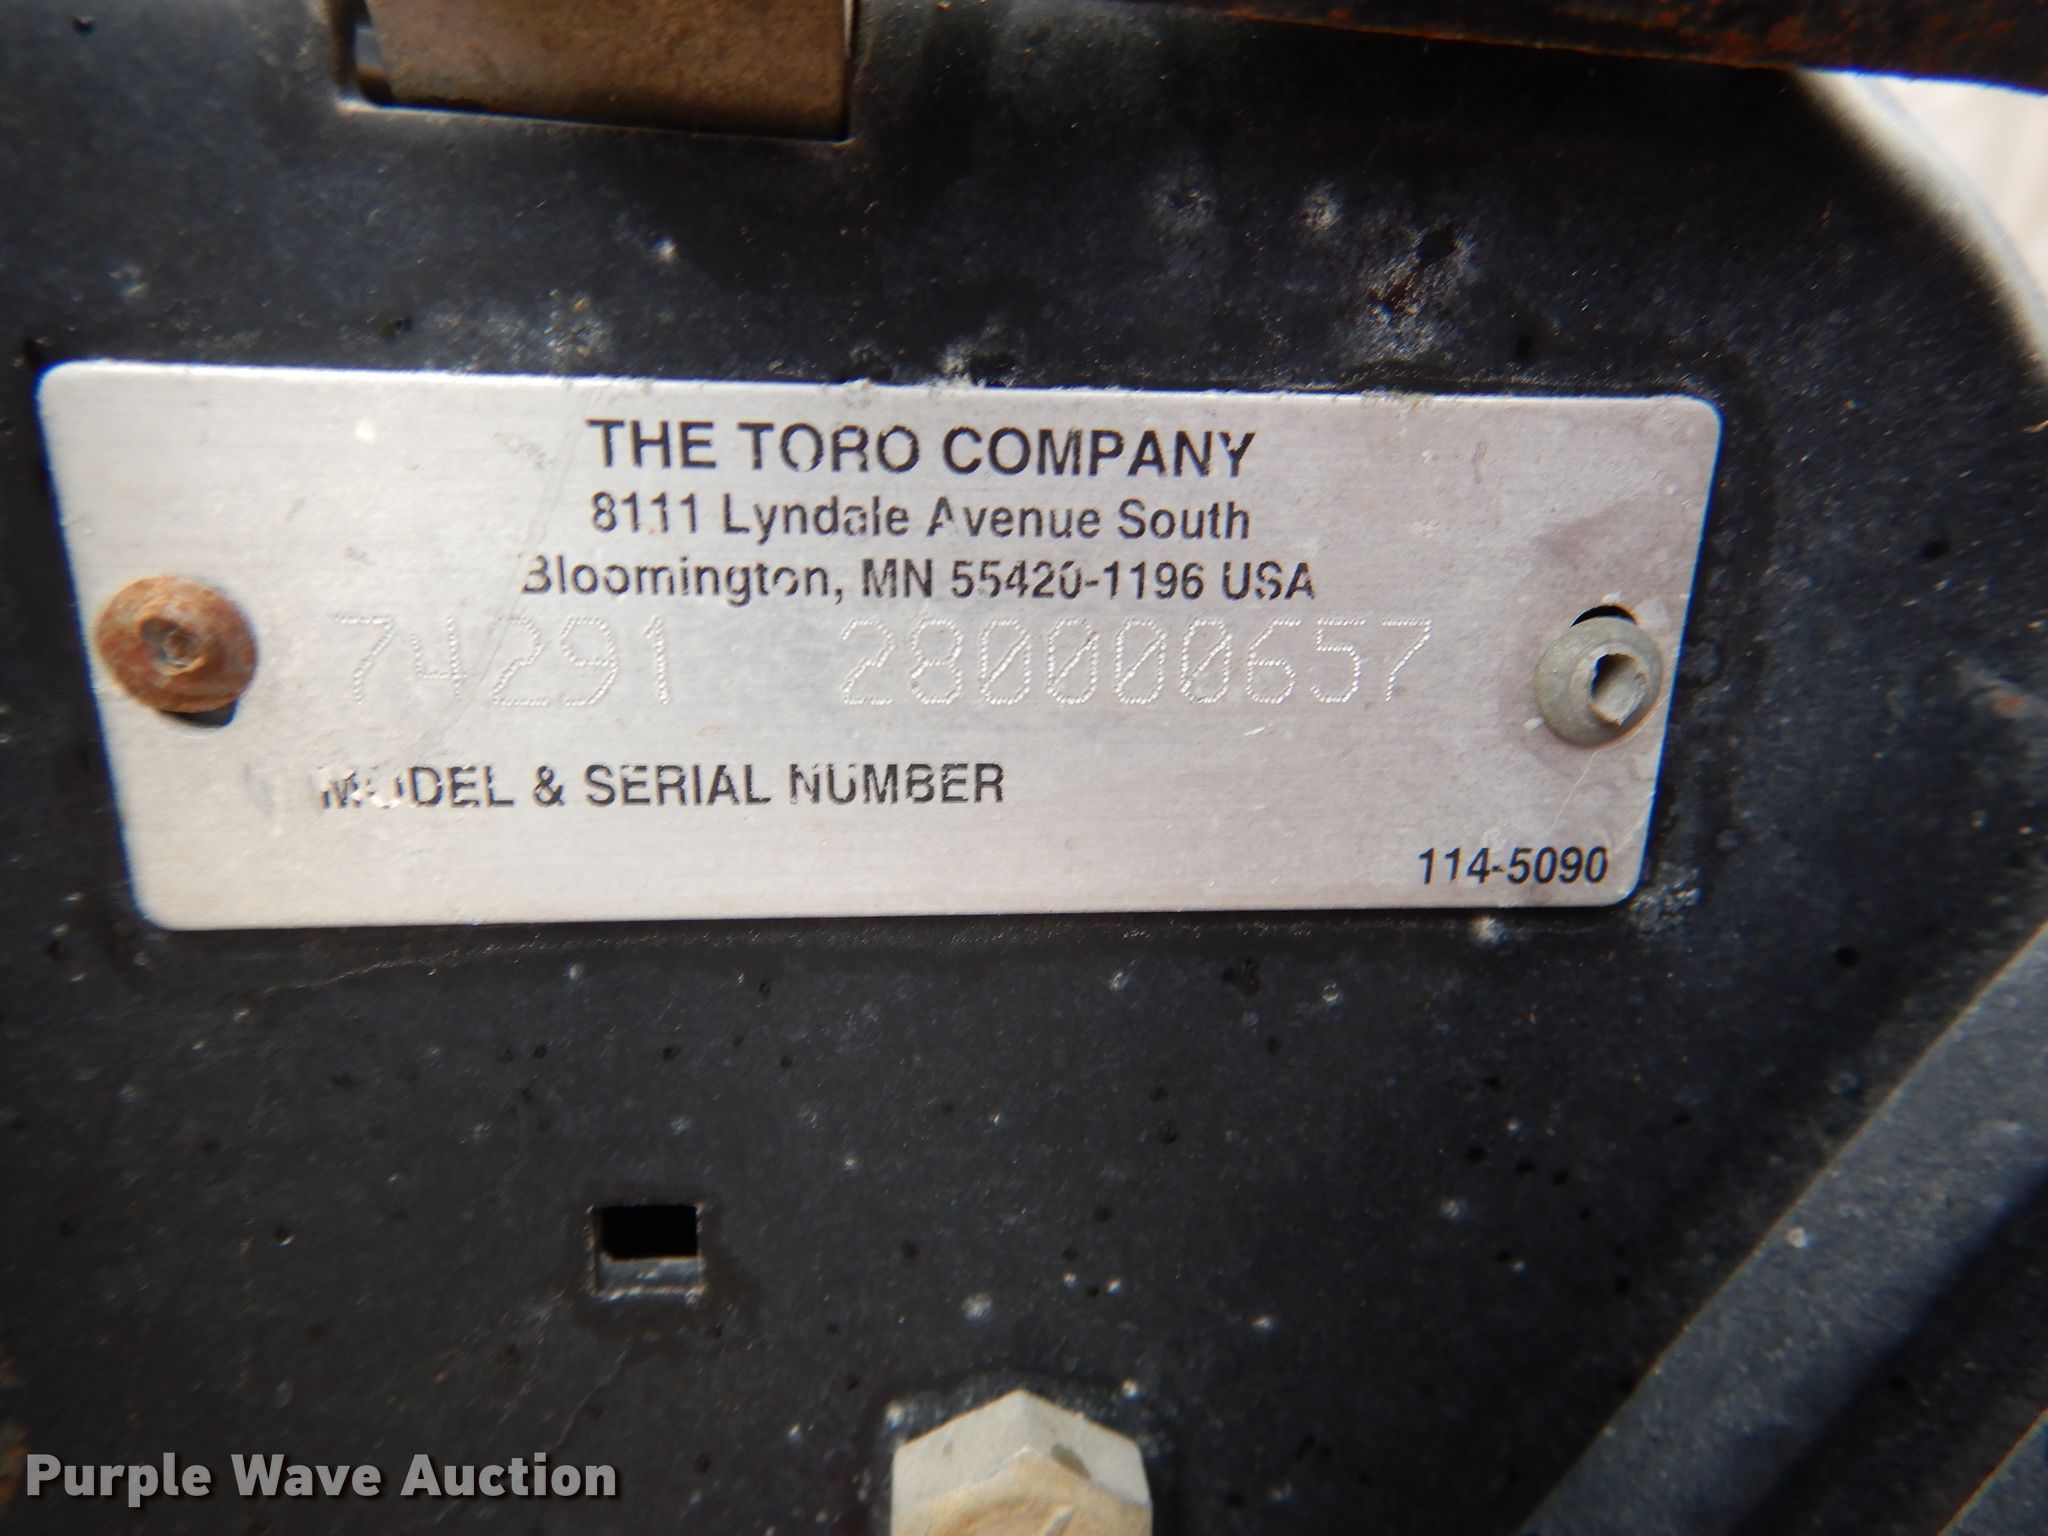 THE TORO COMPANY
8111 Lyndale Avenue South
Bloomington, MN 55420-1196 USA
74291 280000657
MODEL & SERIAL NUMBER
114-5090
Purple Wave Auction